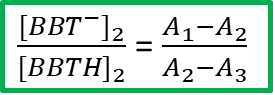 [BBT⁻]₂ / [BBTH]₂ = A₁−A₂ / A₂−A₃